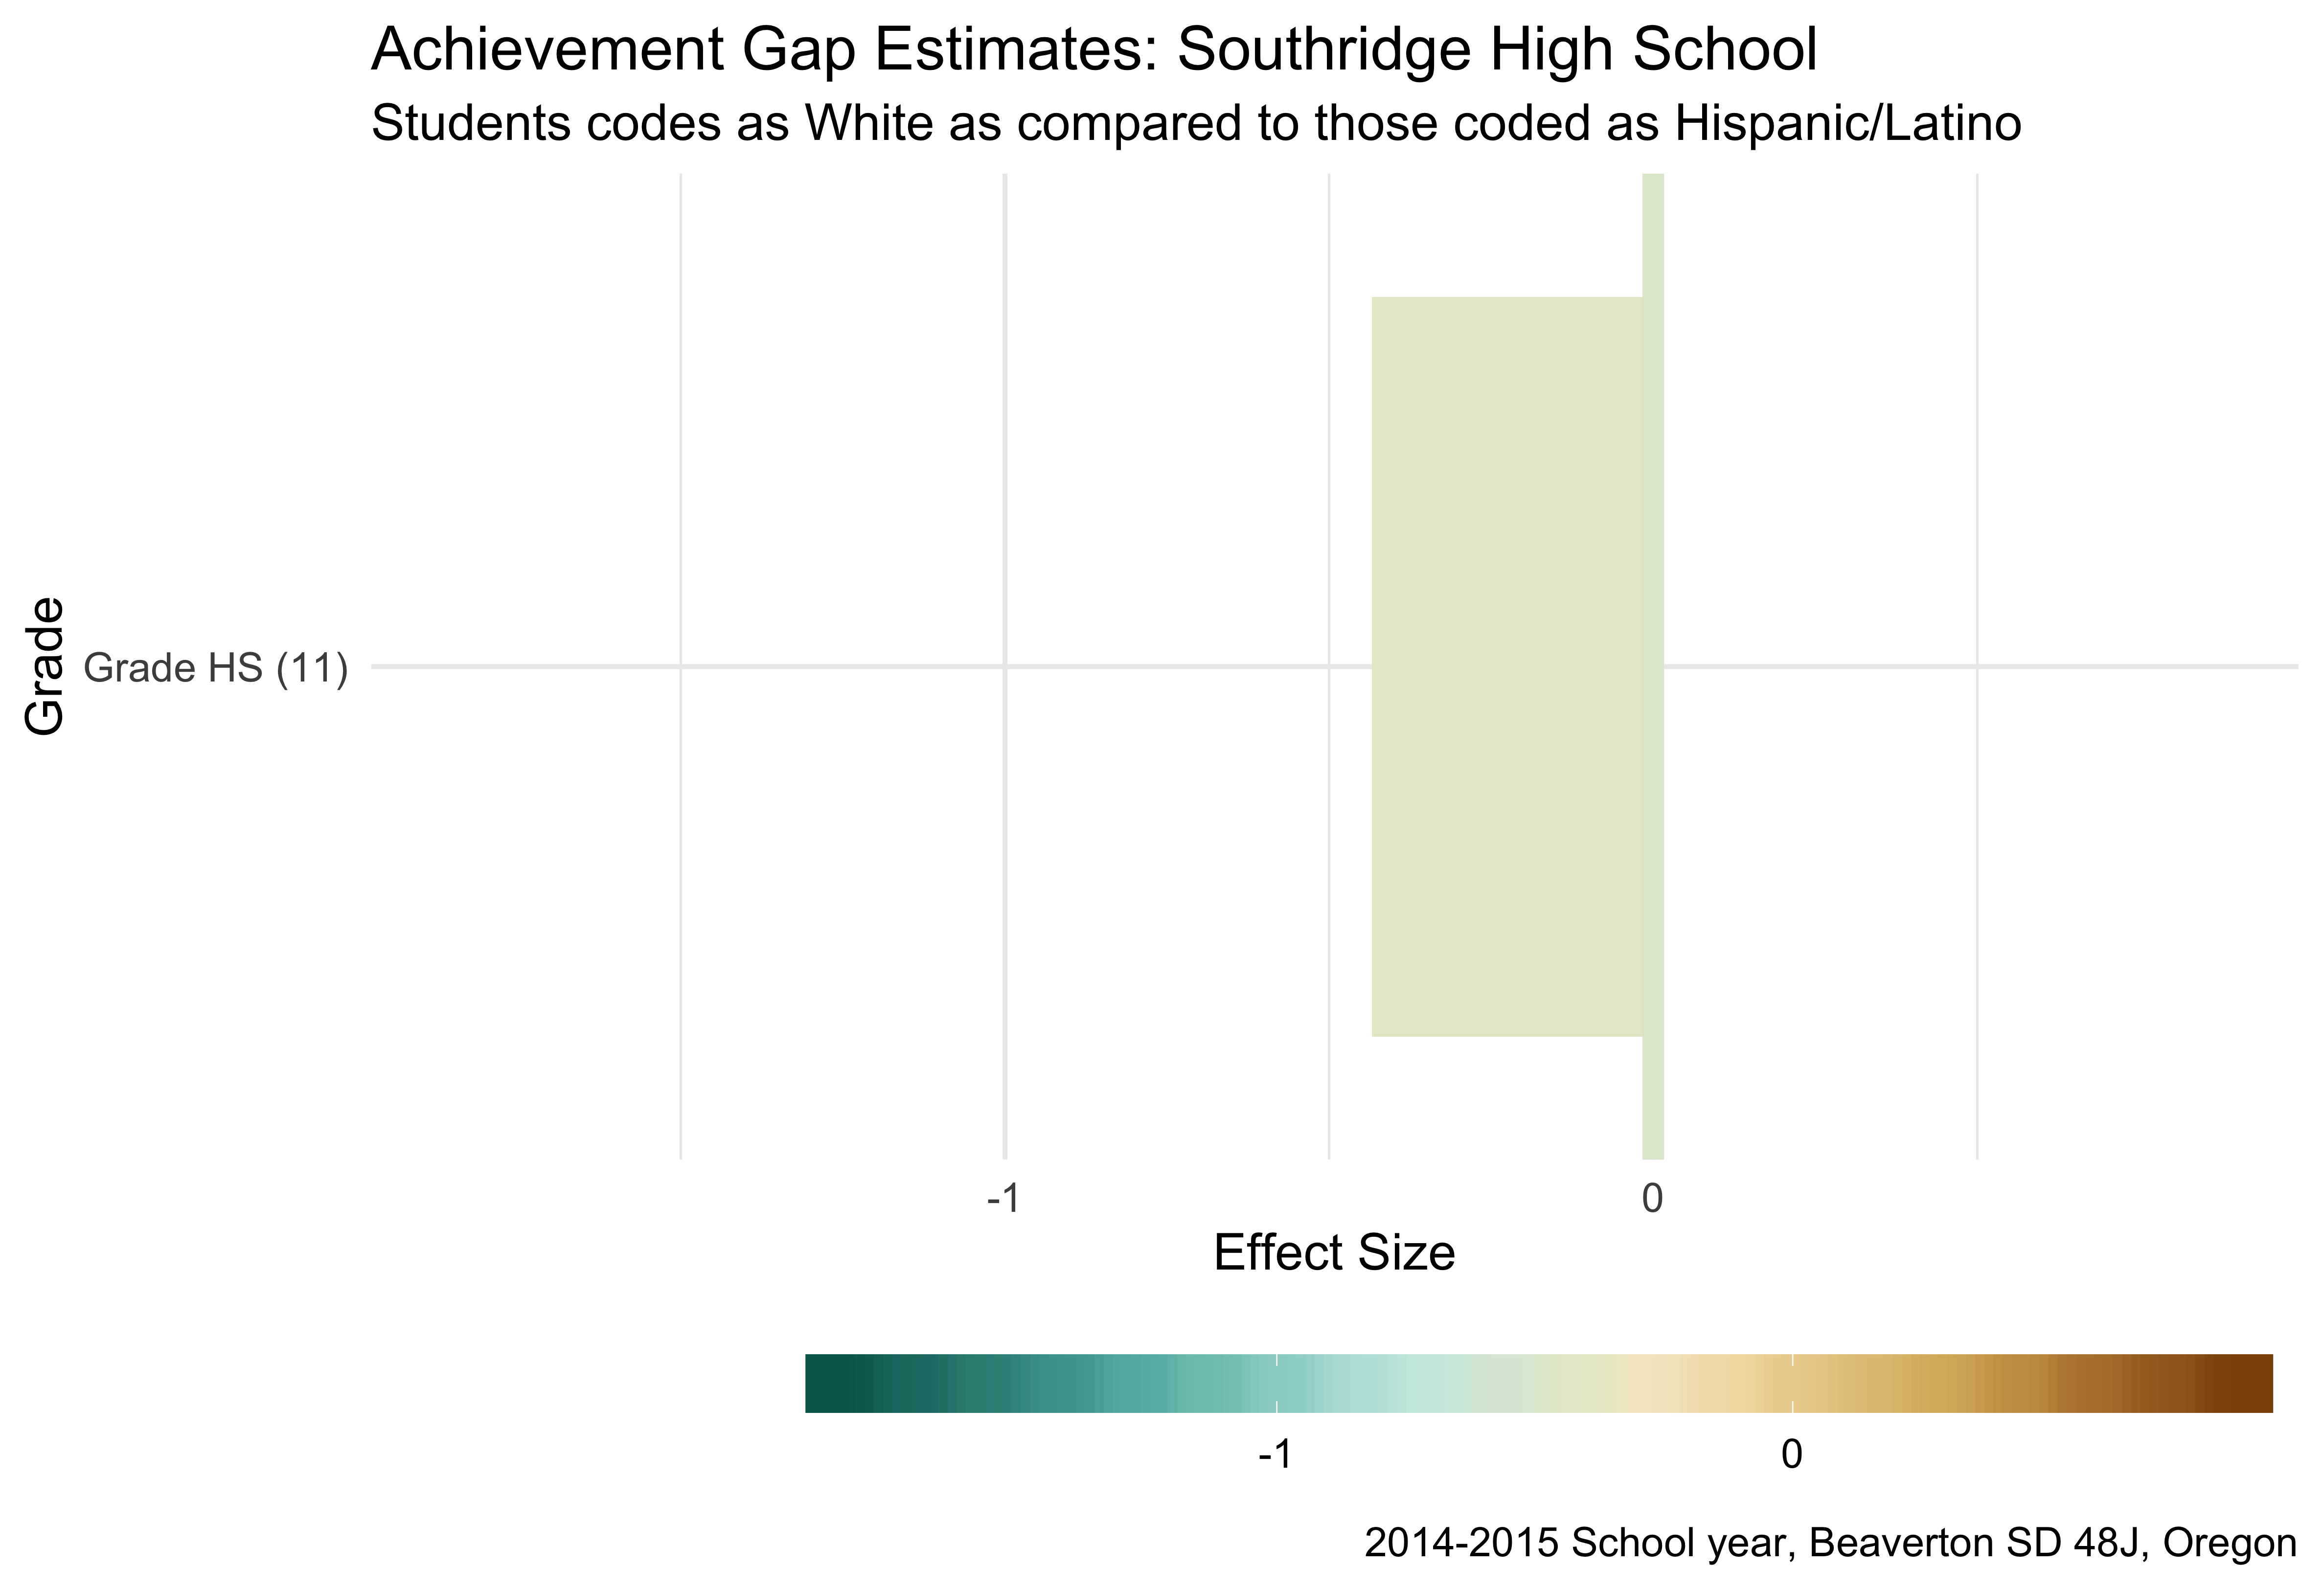 Achievement Gap Estimates: Southridge High School
Students codes as White as compared to those coded as Hispanic/Latino
Grade
Grade HS (11)
-1
0
Effect Size
-1
0
2014-2015 School year, Beaverton SD 48J, Oregon